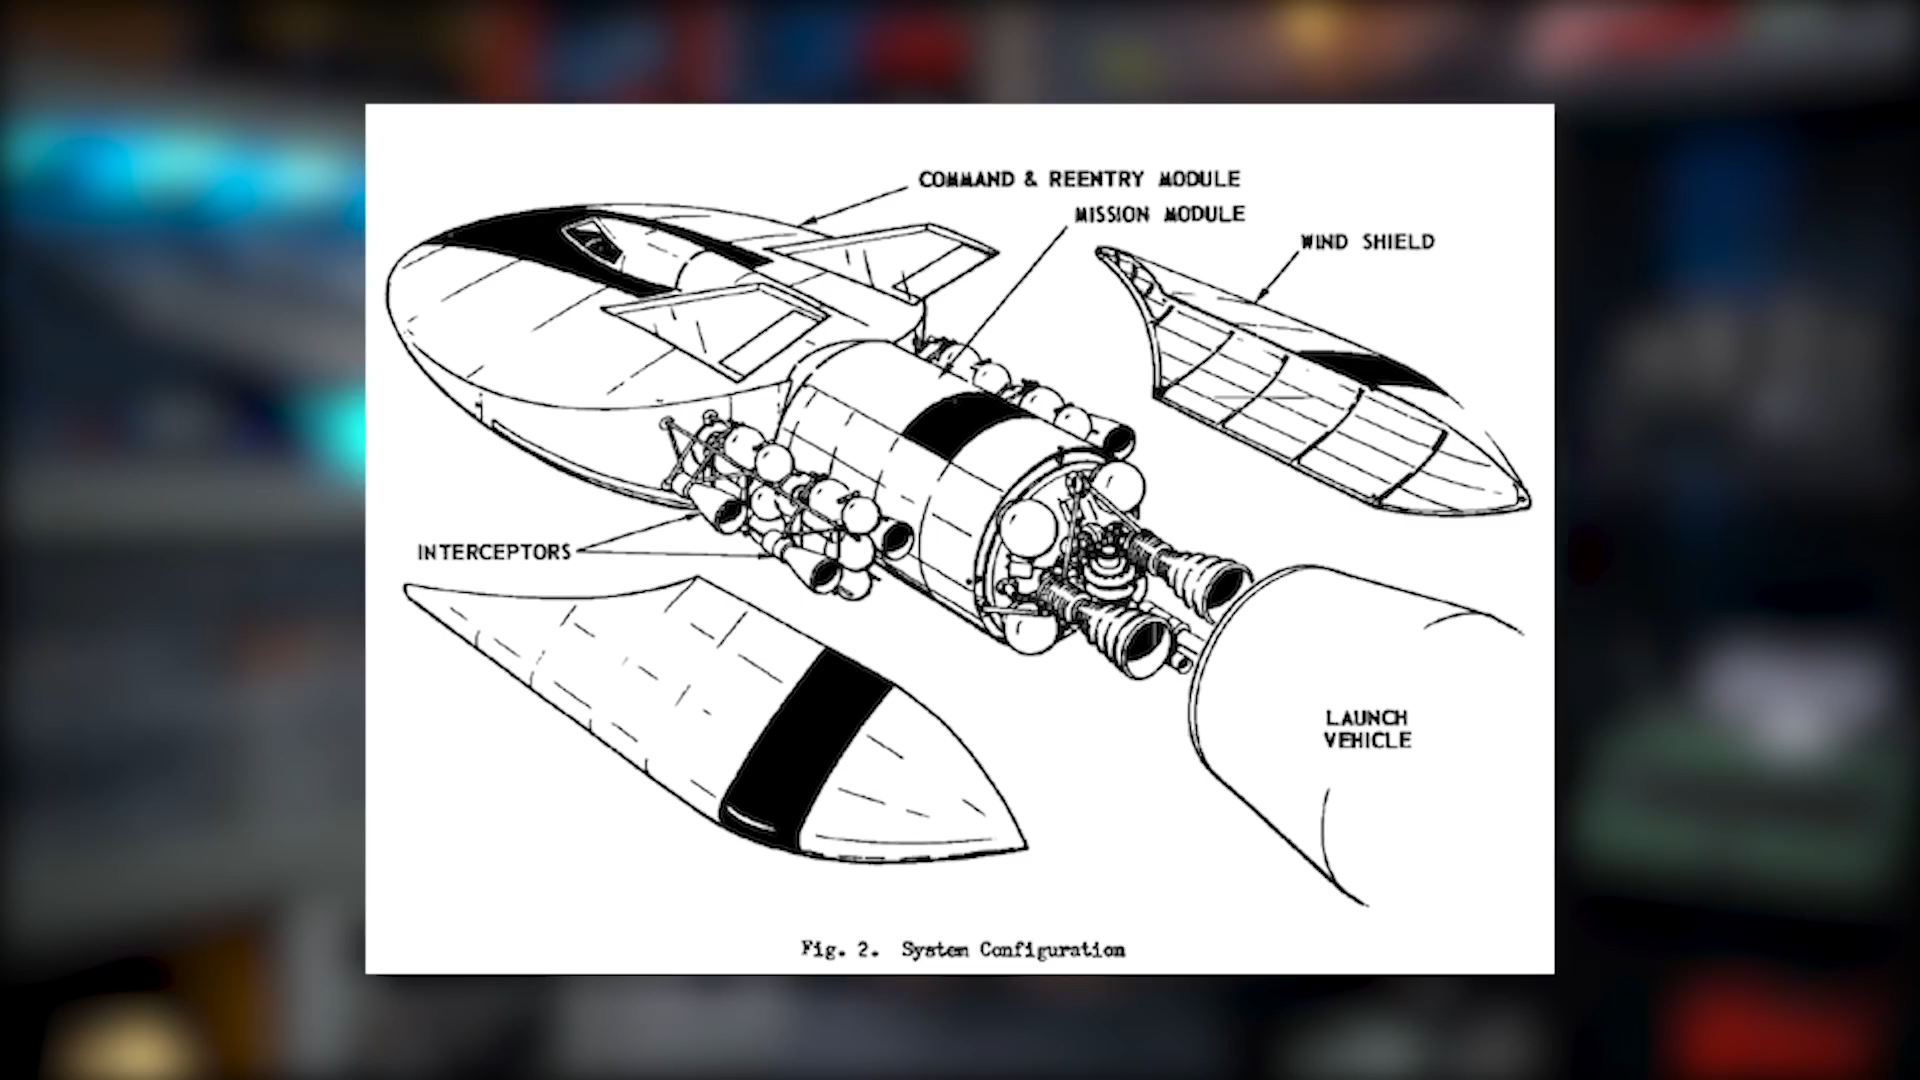 COMMAND & REENTRY MODULE
MISSION MODULE
WIND SHIELD
INTERCEPTORS
LAUNCH
VEHICLE
Fig. 2. System Configuration